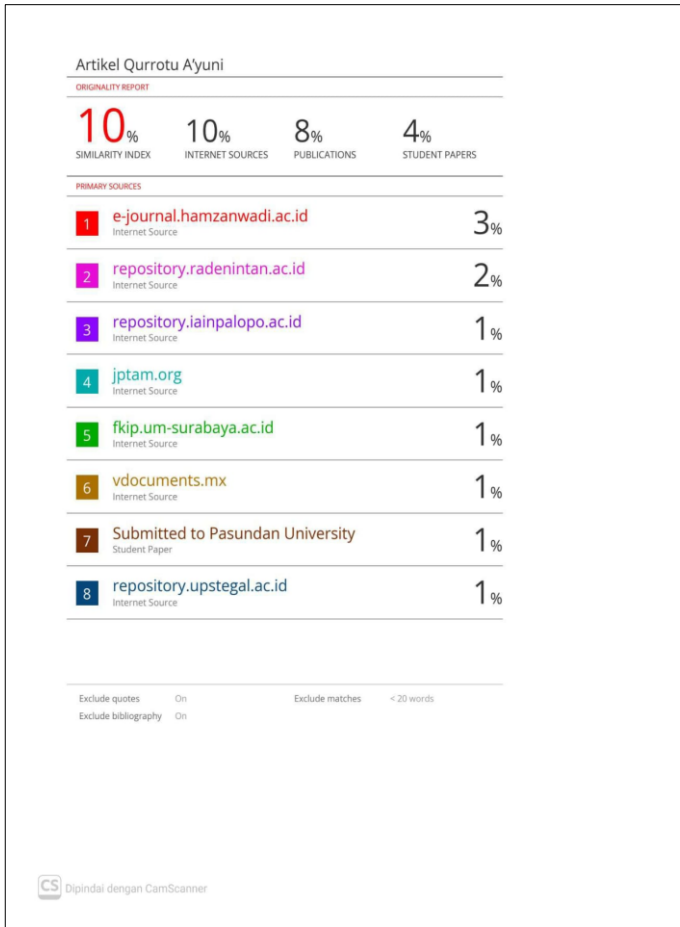 Artikel Qurrotu A'yuni
ORIGINALITY REPORT
10% 10% 8% 4%
SIMILARITY INDEX INTERNET SOURCES PUBLICATIONS STUDENT PAPERS
PRIMARY SOURCES
1 e-journal.hamzanwadi.ac.id 3%
Internet Source
2 repository.radenintan.ac.id 2%
Internet Source
3 repository.iainpalopo.ac.id 1%
Internet Source
4 jptam.org 1%
Internet Source
5 fkip.um-surabaya.ac.id 1%
Internet Source
6 vdocuments.mx 1%
Internet Source
7 Submitted to Pasundan University 1%
Student Paper
8 repository.upstegal.ac.id 1%
Internet Source
Exclude quotes On Exclude matches < 20 words
Exclude bibliography On
CS Dipindai dengan CamScanner